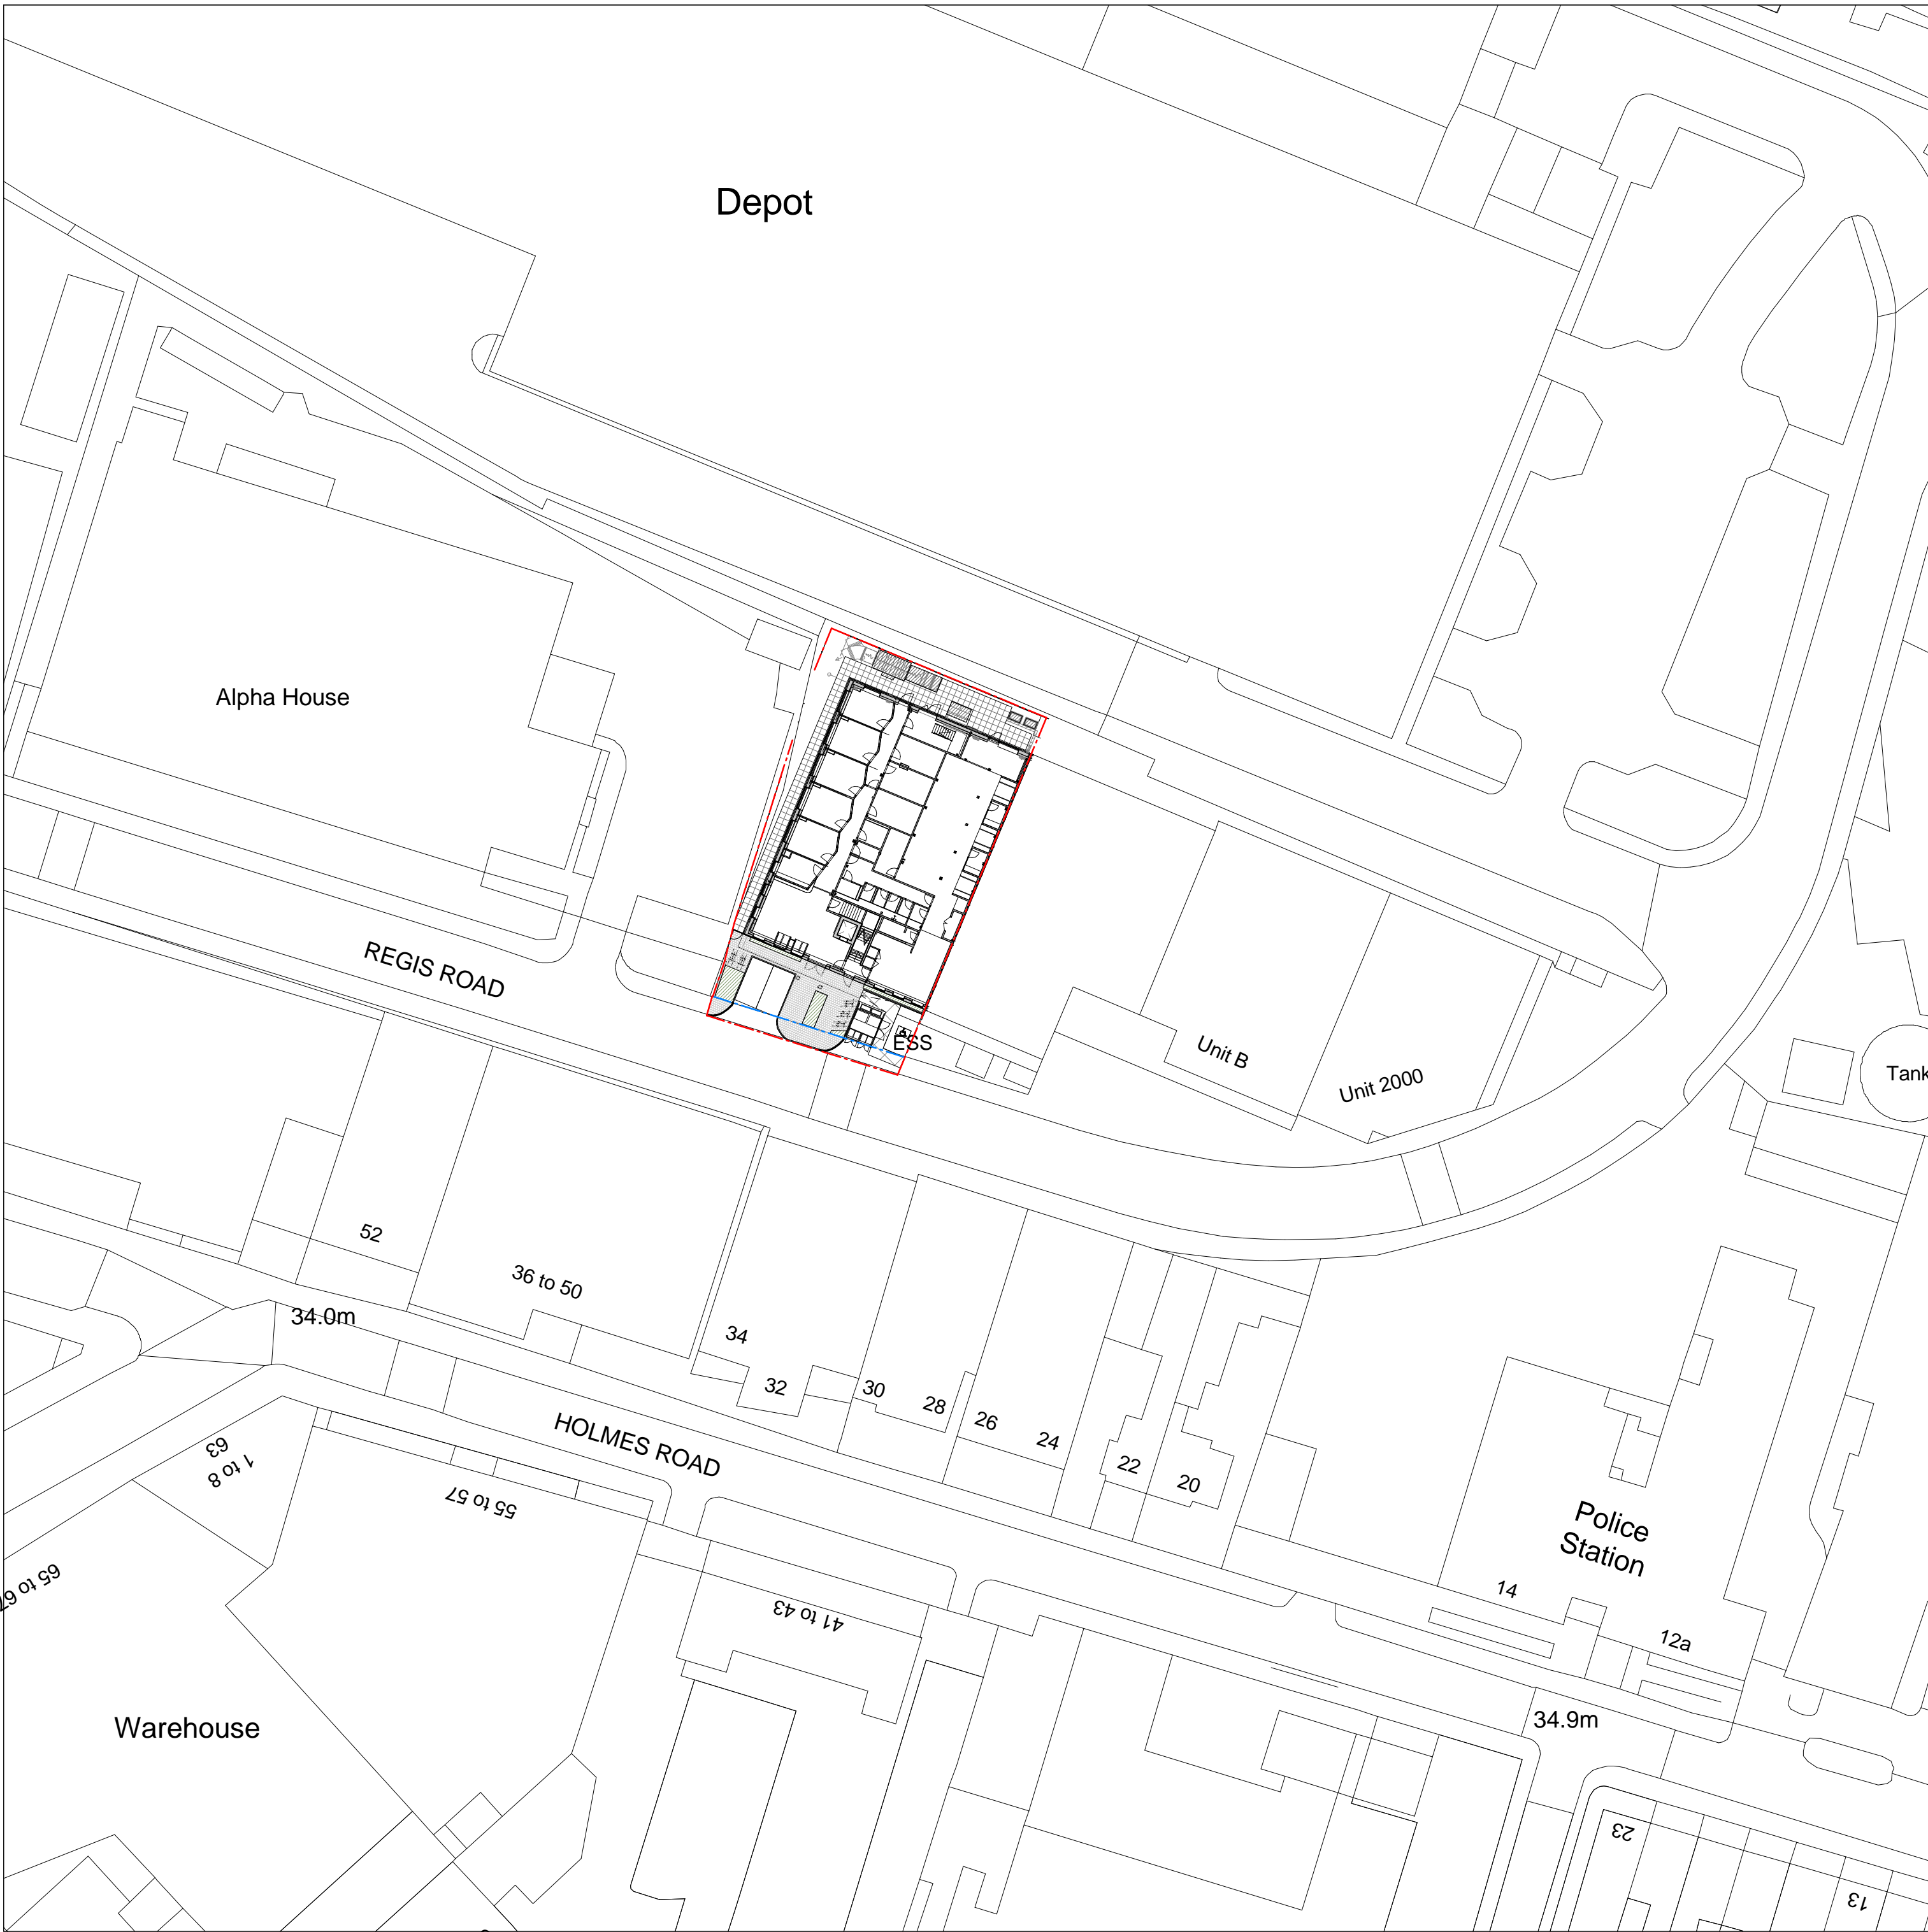 Depot
Alpha House
REGIS ROAD
ESS
Unit B
Unit 2000
Tank
52
36 to 50
34.0m
34
32
30
28
26
24
22
20
HOLMES ROAD
63
1 to 8
55 to 57
65 to 67
41 to 43
Police
Station
14
12a
Warehouse
34.9m
23
13